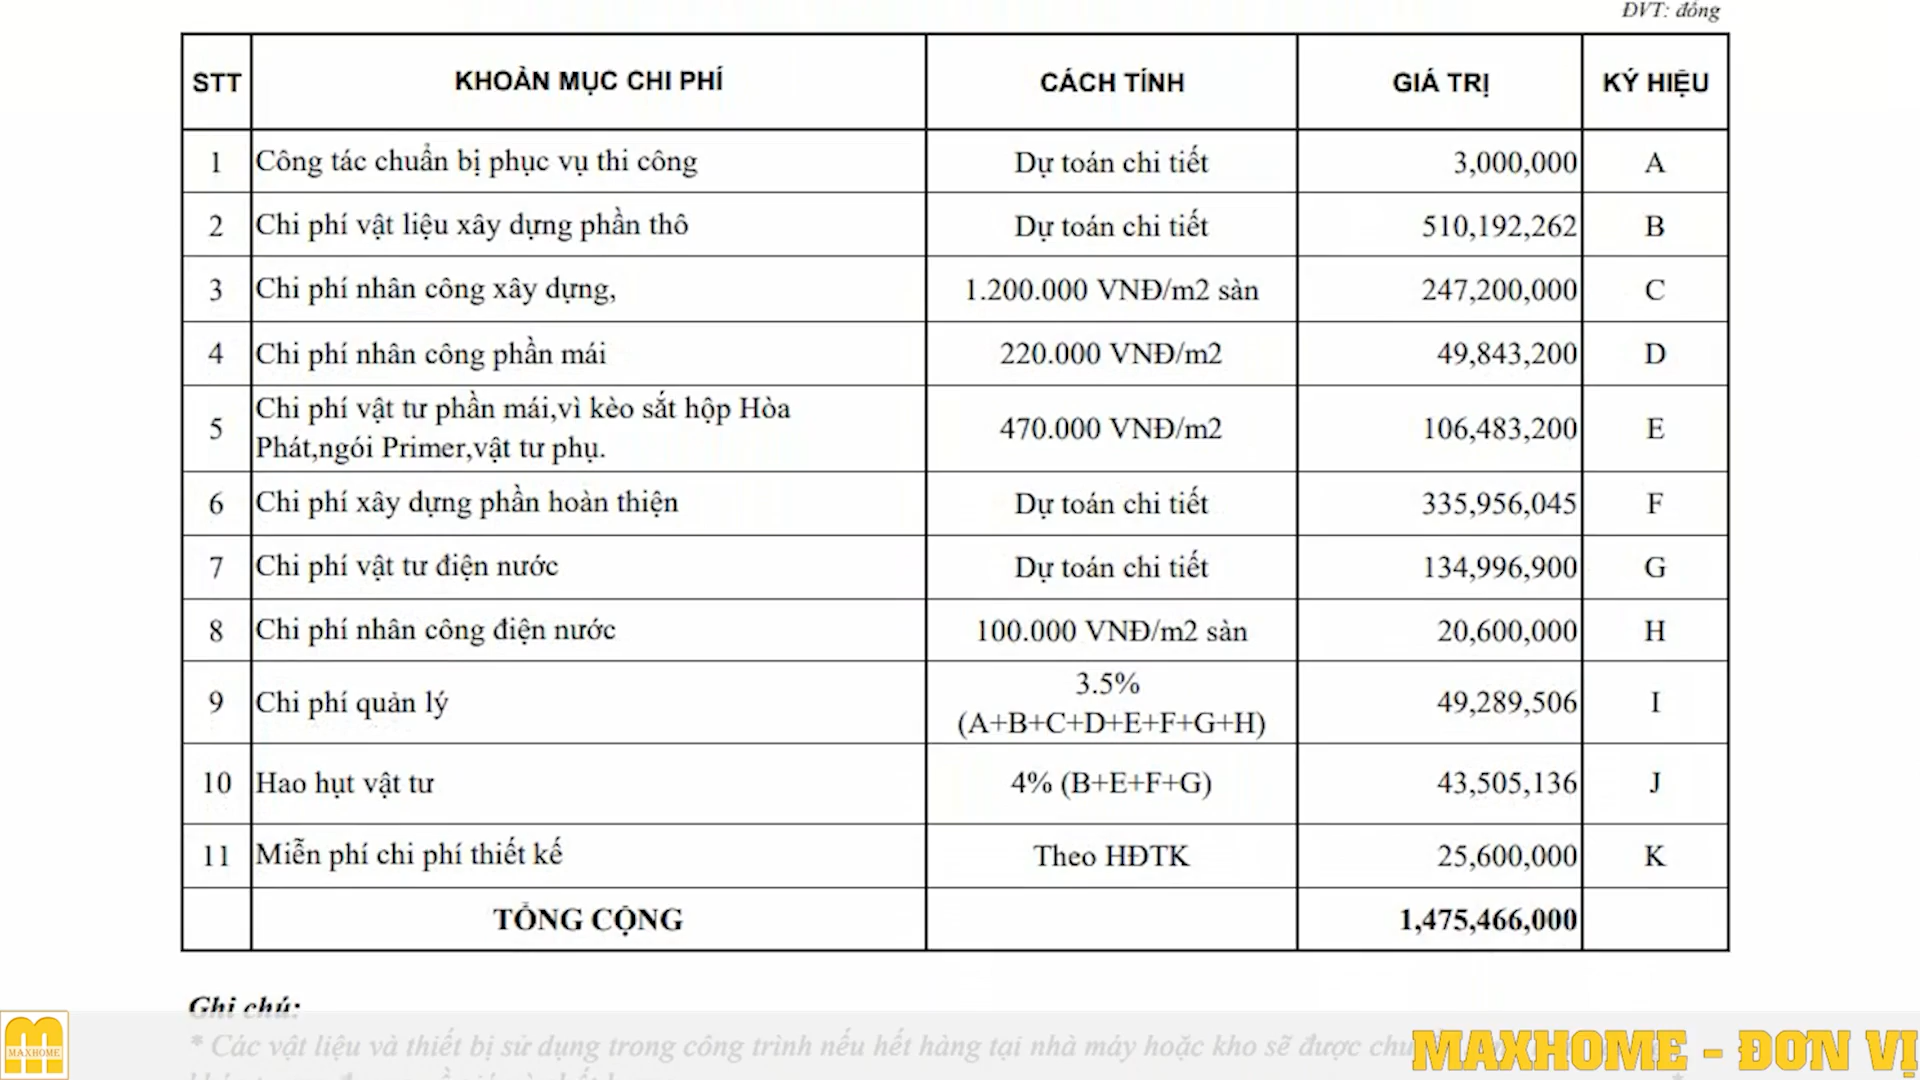 ĐVT: đồng
STT KHOẢN MỤC CHI PHÍ CÁCH TÍNH GIÁ TRỊ KÝ HIỆU
1 Công tác chuẩn bị phục vụ thi công Dự toán chi tiết 3,000,000 A
2 Chi phí vật liệu xây dựng phần thô Dự toán chi tiết 510,192,262 B
3 Chi phí nhân công xây dựng, 1.200.000 VNĐ/m2 sàn 247,200,000 C
4 Chi phí nhân công phần mái 220.000 VNĐ/m2 49,843,200 D
5 Chi phí vật tư phần mái,vì kèo sắt hộp Hòa
Phát,ngói Primer,vật tư phụ. 470.000 VNĐ/m2 106,483,200 E
6 Chi phí xây dựng phần hoàn thiện Dự toán chi tiết 335,956,045 F
7 Chi phí vật tư điện nước Dự toán chi tiết 134,996,900 G
8 Chi phí nhân công điện nước 100.000 VNĐ/m2 sàn 20,600,000 H
9 Chi phí quản lý 3.5%
(A+B+C+D+E+F+G+H) 49,289,506 I
10 Hao hụt vật tư 4% (B+E+F+G) 43,505,136 J
11 Miễn phí chi phí thiết kế Theo HĐTK 25,600,000 K
TỔNG CỘNG 1,475,466,000
Ghi chú:
* Các vật liệu và thiết bị sử dụng trong công trình nếu hết hàng tại nhà máy hoặc kho sẽ được
MAXHOME
MAXHOME - ĐƠN VỊ